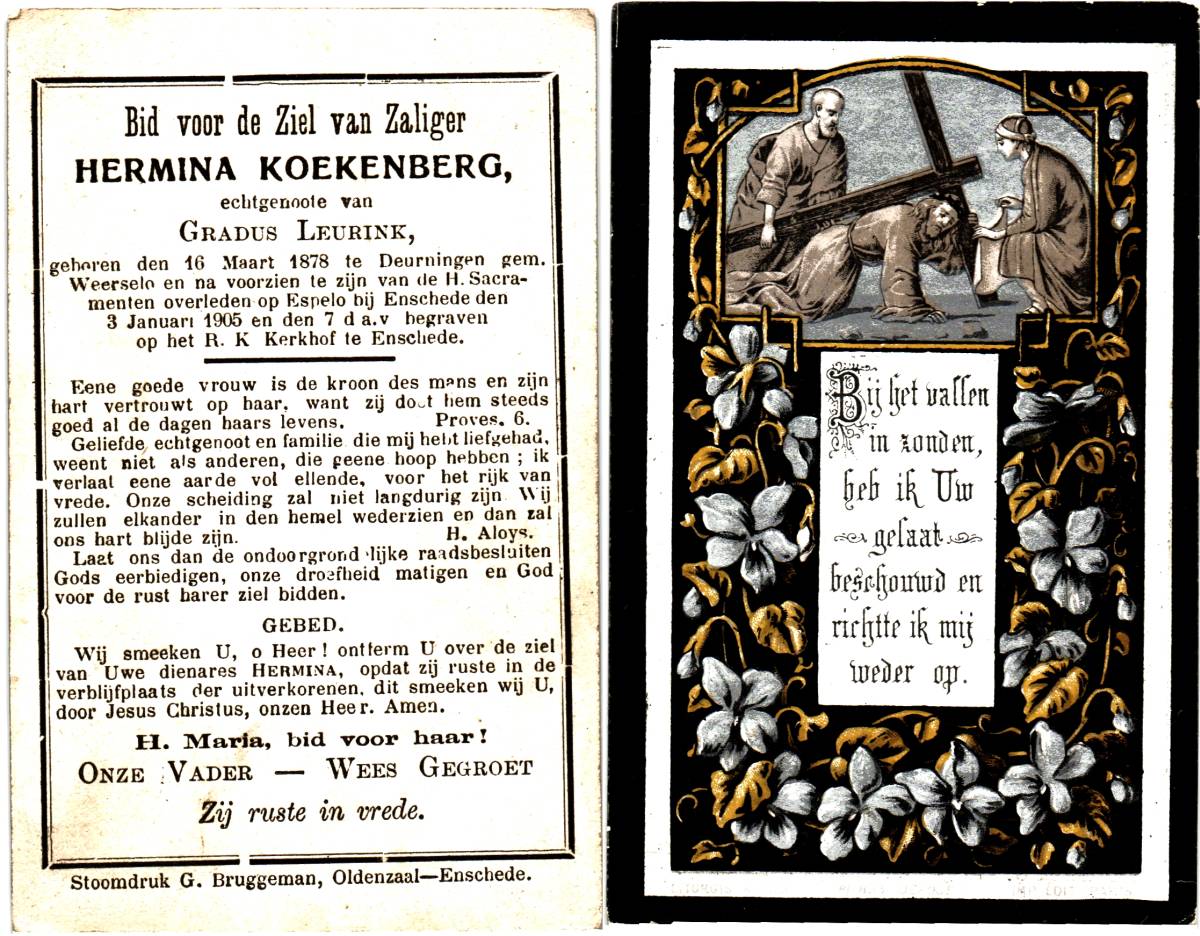 Bid voor de Ziel van Zaliger
HERMINA KOEKENBERG,
echtgenoote van
GRADUS LEURINK,
geboren den 16 Maart 1878 te Deurningen gem.
Weerselo en na voorzien te zijn van de H. Sacra-
menten overleden op Espelo bij Enschede den
3 Januari 1905 en den 7 d a.v begraven
op het R. K Kerkhof te Enschede.
Eene goede vrouw is de kroon des mans en zijn
hart vertrouwt op haar, want zij doet hem steeds
goed al de dagen haars levens. Proves. 6.
Geliefde echtgenoot en familie die mij hebt liefgehad,
weent niet als anderen, die geene hoop hebben ; ik
verlaat eene aarde vol ellende, voor het rijk van
vrede. Onze scheiding zal niet langdurig zijn Wij
zullen elkander in den hemel wederzien en dan zal
ons hart blijde zijn. H. Aloys.
Laat ons dan de ondoorgrondelijke raadsbesluiten
Gods eerbiedigen, onze droefheid matigen en God
voor de rust harer ziel bidden.
GEBED.
Wij smeeken U, o Heer! ontferm U over de ziel
van Uwe dienares HERMINA, opdat zij ruste in de
verblijfplaats der uitverkorenen, dit smeeken wij U,
door Jesus Christus, onzen Heer. Amen.
H. Maria, bid voor haar!
ONZE VADER — WEES GEGROET
Zij ruste in vrede.
Stoomdruk G. Bruggeman, Oldenzaal—Enschede.
Bij het vallen
in zonden,
heb ik Uw
gelaat
beschouwd en
richtte ik mij
weder op.